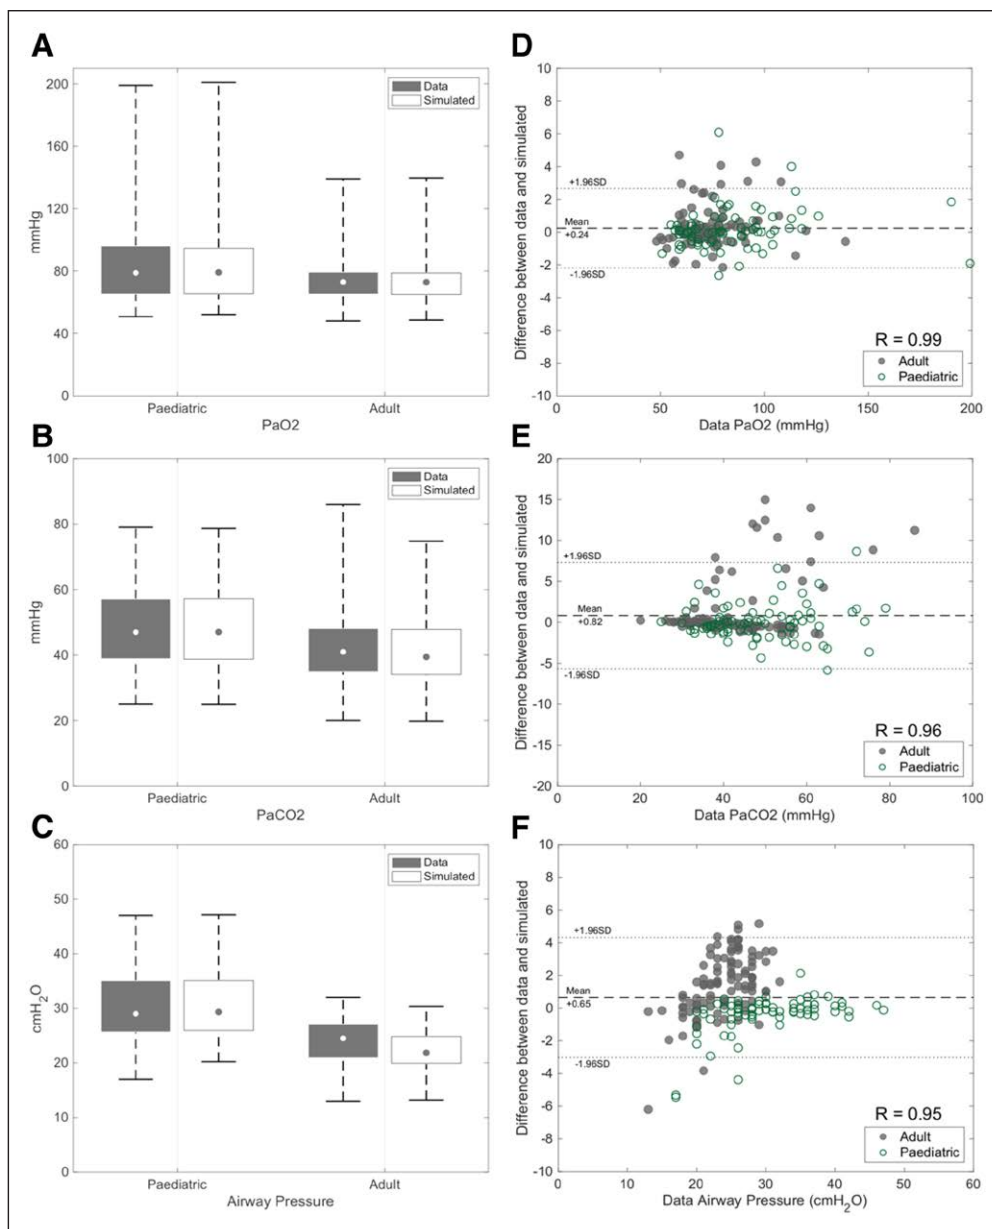 A
200
160
120
80
40
0
mmHg
Data
Simulated
Paediatric
Adult
PaO2
D
10
8
6
4
2
0
-2
-4
-6
-8
-10
Difference between data and simulated
+1.96SD
Mean
+0.24
-1.96SD
R = 0.99
Adult
Paediatric
0
50
100
150
200
Data PaO2 (mmHg)
B
100
80
60
40
20
0
mmHg
Data
Simulated
Paediatric
Adult
PaCO2
E
20
15
10
5
0
-5
-10
-15
-20
Difference between data and simulated
+1.96SD
Mean
+0.82
-1.96SD
R = 0.96
Adult
Paediatric
0
20
40
60
80
100
Data PaCO2 (mmHg)
C
60
50
40
30
20
10
0
cmH2O
Data
Simulated
Paediatric
Adult
Airway Pressure
F
10
8
6
4
2
0
-2
-4
-6
-8
-10
Difference between data and simulated
+1.96SD
Mean
+0.65
-1.96SD
R = 0.95
Adult
Paediatric
0
10
20
30
40
50
60
Data Airway Pressure (cmH2O)